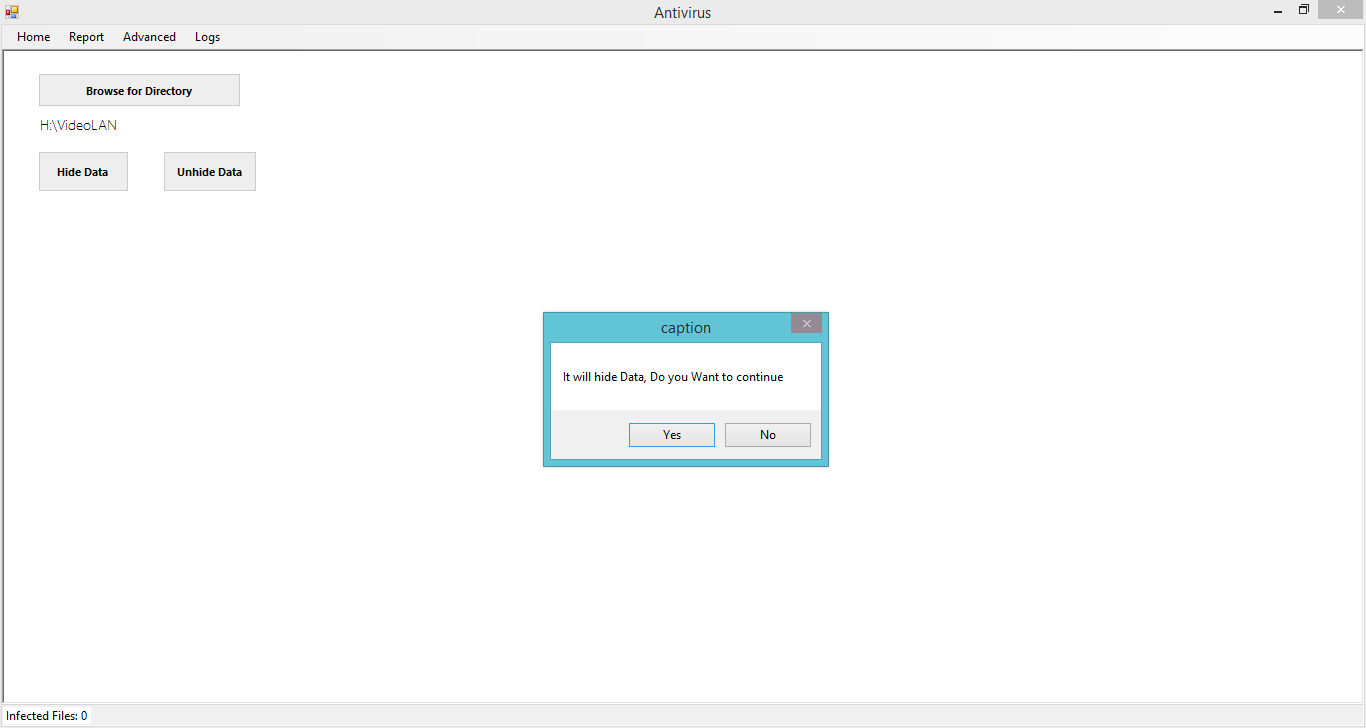 Antivirus
Home Report Advanced Logs
Browse for Directory
H:\VideoLAN
Hide Data Unhide Data
caption
It will hide Data, Do you Want to continue
Yes No
Infected Files: 0